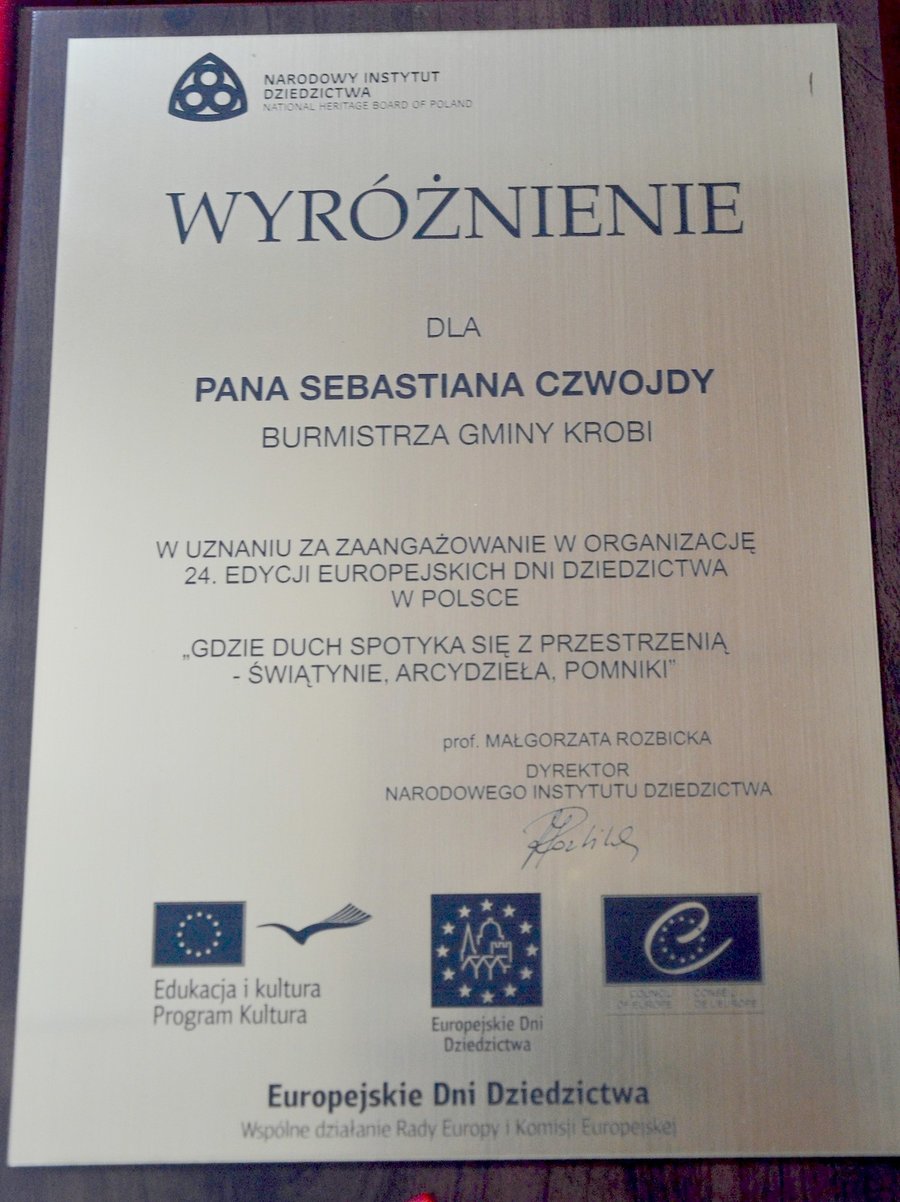 NARODOWY INSTYTUT
DZIEDZICTWA
NATIONAL HERITAGE BOARD OF POLAND
WYRÓŻNIENIE
DLA
PANA SEBASTIANA CZWOJDY
BURMISTRZA GMINY KROBI
W UZNANIU ZA ZAANGAŻOWANIE W ORGANIZACJĘ
24. EDYCJI EUROPEJSKICH DNI DZIEDZICTWA
W POLSCE
„GDZIE DUCH SPOTYKA SIĘ Z PRZESTRZENIĄ
- ŚWIĄTYNIE, ARCYDZIEŁA, POMNIKI”
prof. MAŁGORZATA ROZBICKA
DYREKTOR
NARODOWEGO INSTYTUTU DZIEDZICTWA
Edukacja i kultura
Program Kultura
Europejskie Dni
Dziedzictwa
COUNCIL CONSEIL
OF EUROPE DE L'EUROPE
Europejskie Dni Dziedzictwa
Wspólne działanie Rady Europy i Komisji Europejskiej